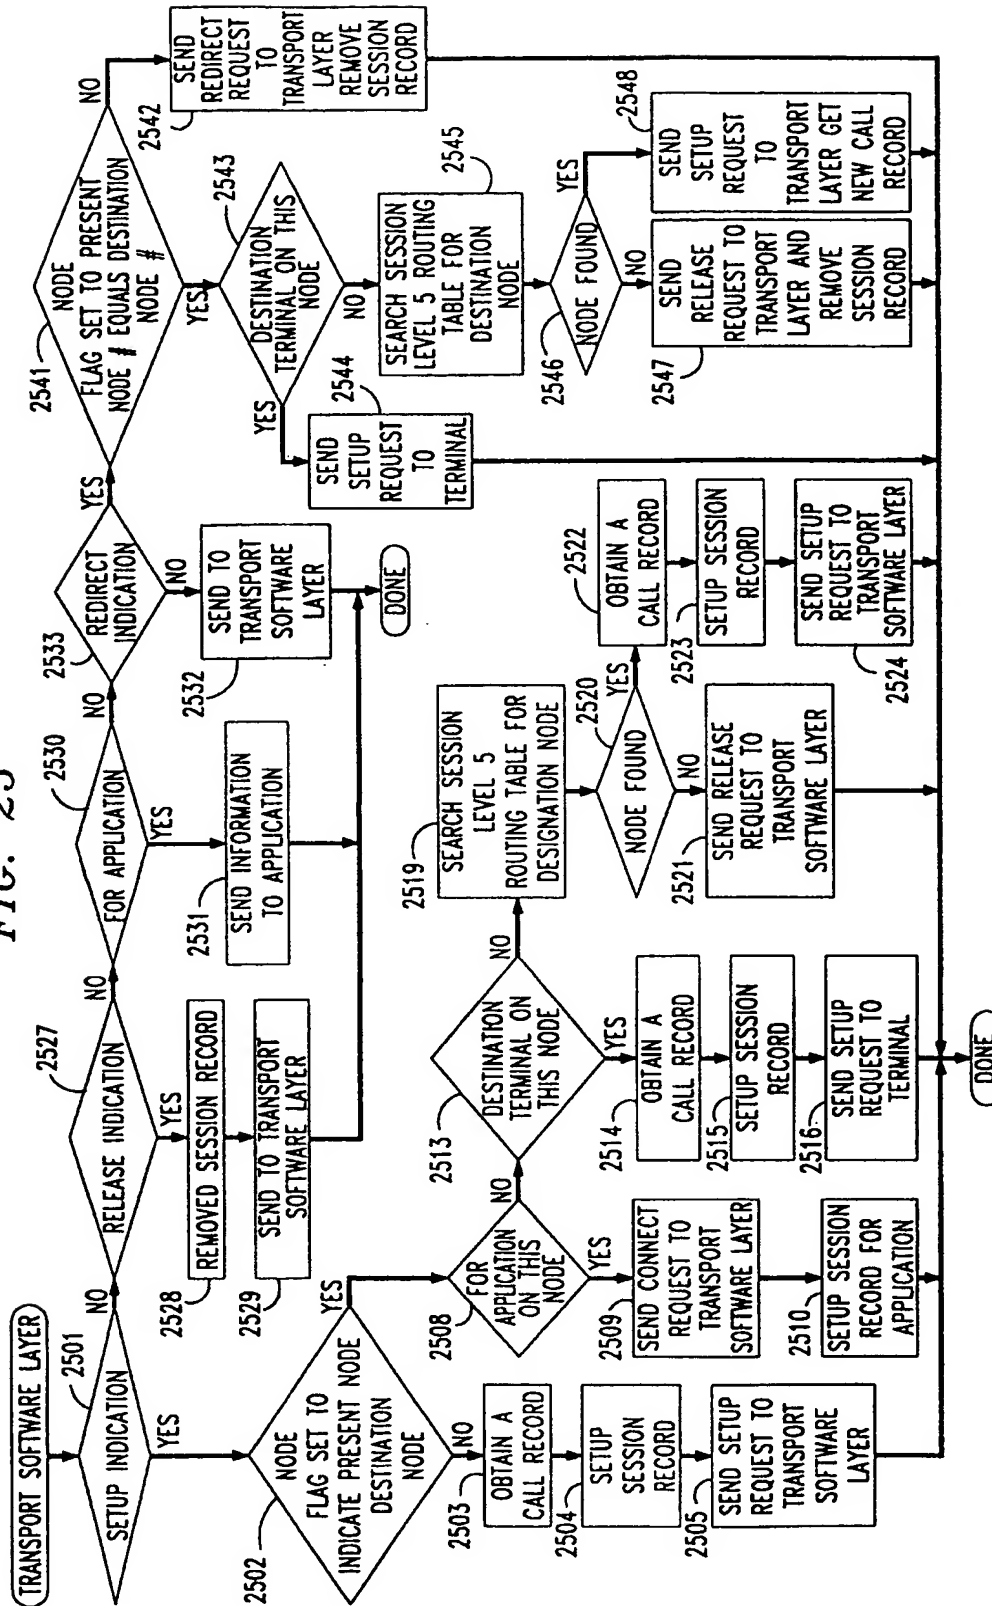 FIG. 25
TRANSPORT SOFTWARE LAYER
2501
SETUP INDICATION
NO
YES
2502
NODE
FLAG SET TO
INDICATE PRESENT NODE
DESTINATION
NODE
NO
YES
2503
OBTAIN A
CALL RECORD
2504
SETUP
SESSION
RECORD
2505
SEND SETUP
REQUEST TO
TRANSPORT
SOFTWARE
LAYER
2508
FOR
APPLICATION
ON THIS
NODE
NO
YES
2509
SEND CONNECT
REQUEST TO
TRANSPORT
SOFTWARE LAYER
2510
SETUP SESSION
RECORD FOR
APPLICATION
2513
DESTINATION
TERMINAL ON
THIS NODE
NO
YES
2514
OBTAIN A
CALL RECORD
2515
SETUP SESSION
RECORD
2516
SEND SETUP
REQUEST TO
TERMINAL
2519
SEARCH SESSION
LEVEL 5
ROUTING TABLE FOR
DESIGNATION NODE
2520
NODE FOUND
YES
NO
2521
SEND RELEASE
REQUEST TO
TRANSPORT
SOFTWARE LAYER
2522
OBTAIN A
CALL RECORD
2523
SETUP SESSION
RECORD
2524
SEND SETUP
REQUEST TO
TRANSPORT
SOFTWARE LAYER
2527
RELEASE INDICATION
NO
YES
2528
REMOVED SESSION RECORD
2529
SEND TO TRANSPORT
SOFTWARE LAYER
2530
FOR APPLICATION
NO
YES
2531
SEND INFORMATION
TO APPLICATION
2533
REDIRECT
INDICATION
YES
NO
2532
SEND TO
TRANSPORT
SOFTWARE
LAYER
DONE
2541
NODE
FLAG SET TO PRESENT
NODE # EQUALS DESTINATION
NODE #
NO
YES
2542
SEND
REDIRECT
REQUEST
TO
TRANSPORT
LAYER
REMOVE
SESSION
RECORD
2543
DESTINATION
TERMINAL ON THIS
NODE
YES
NO
2544
SEND
SETUP
REQUEST
TO
TERMINAL
2545
SEARCH SESSION
LEVEL 5 ROUTING
TABLE FOR
DESTINATION
NODE
2546
NODE FOUND
YES
NO
2547
SEND
RELEASE
REQUEST TO
TRANSPORT
LAYER AND
REMOVE
SESSION
RECORD
2548
SEND
SETUP
REQUEST
TO
TRANSPORT
LAYER GET
NEW CALL
RECORD
DONE